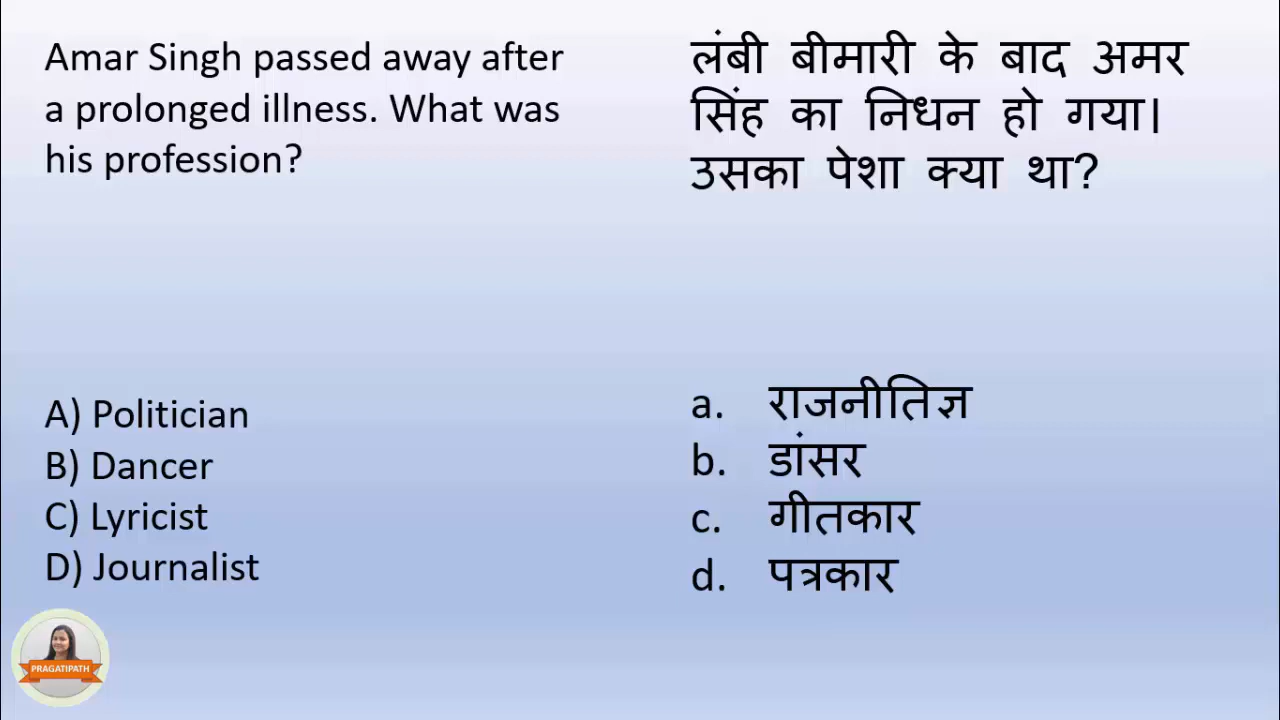 Amar Singh passed away after
a prolonged illness. What was
his profession?
A) Politician
B) Dancer
C) Lyricist
D) Journalist
लंबी बीमारी के बाद अमर
सिंह का निधन हो गया।
उसका पेशा क्या था?
a. राजनीतिज्ञ
b. डांसर
c. गीतकार
d. पत्रकार
PRAGATIPATH